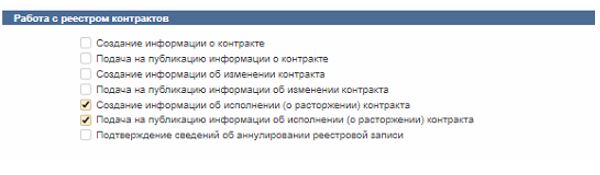 Работа с реестром контрактов
Создание информации о контракте
Подача на публикацию информации о контракте
Создание информации об изменении контракта
Подача на публикацию информации об изменении контракта
Создание информации об исполнении (о расторжении) контракта
Подача на публикацию информации об исполнении (о расторжении) контракта
Подтверждение сведений об аннулировании реестровой записи